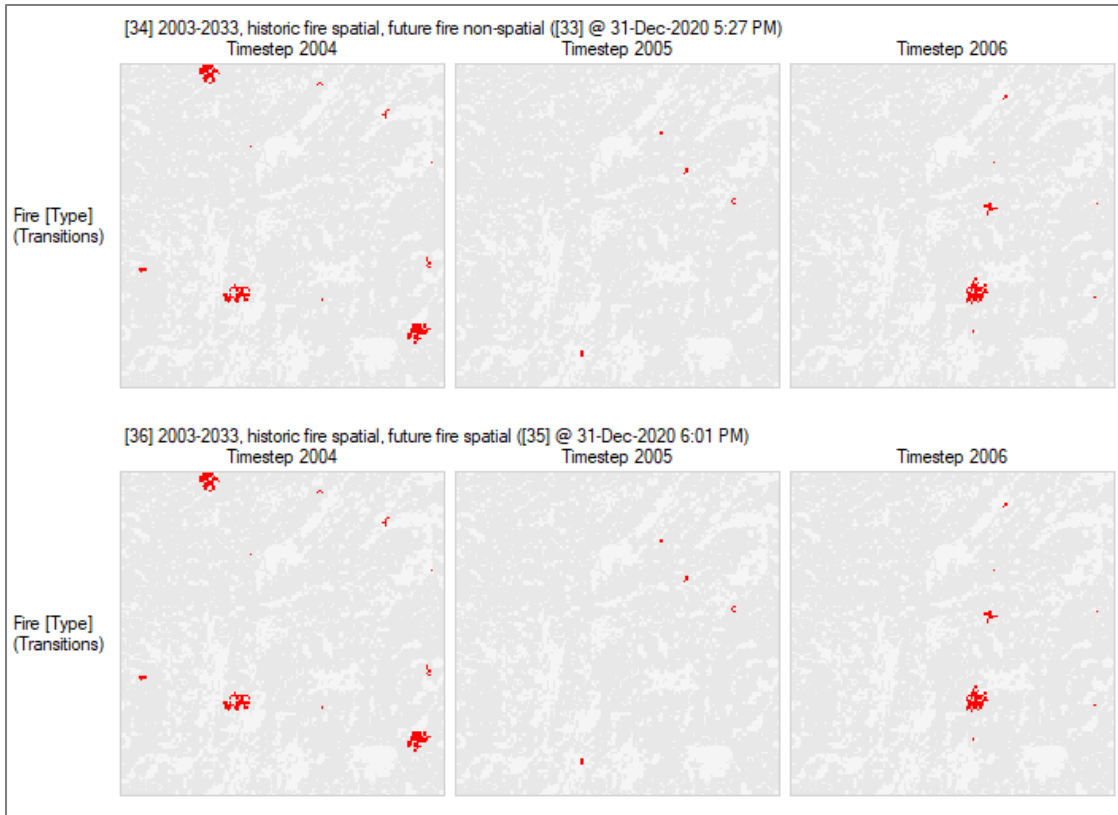 [34] 2003-2033, historic fire spatial, future fire non-spatial ([33] @ 31-Dec-2020 5:27 PM)
Timestep 2004
Timestep 2005
Timestep 2006
Fire [Type]
(Transitions)
[36] 2003-2033, historic fire spatial, future fire spatial ([35] @ 31-Dec-2020 6:01 PM)
Timestep 2004
Timestep 2005
Timestep 2006
Fire [Type]
(Transitions)